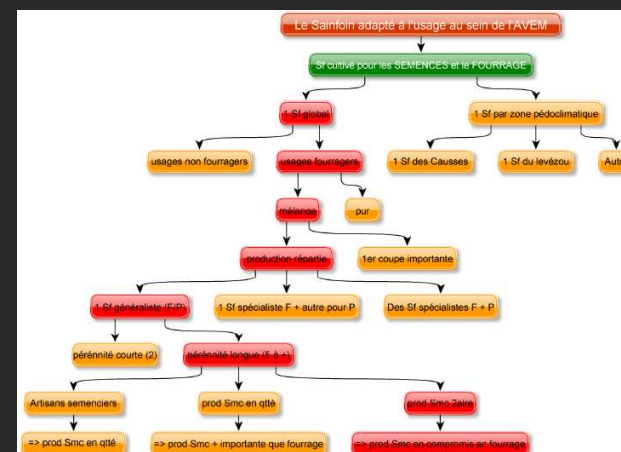 Le Sainfoin adapté à l'usage au sein de l'AVEM
Sf cultivé pour les SEMENCES et le FOURRAGE
1 Sf global
1 Sf par zone pédoclimatique
usages non fourragers
usages fourragers
1 Sf des Causses
1 Sf du levézou
Autr
mélange
pur
production répartie
1er coupe importante
1 Sf généraliste (F/P)
1 Sf spécialiste F + autre pour P
Des Sf spécialistes F + P
pérénnité courte (2)
pérénnité longue (5 à +)
Artisans semenciers
prod Smc en qtté
prod Smc 2aire
=> prod Smc en qtté
=> prod Smc + importante que fourrage
=> prod Smc en compromis ac fourrage